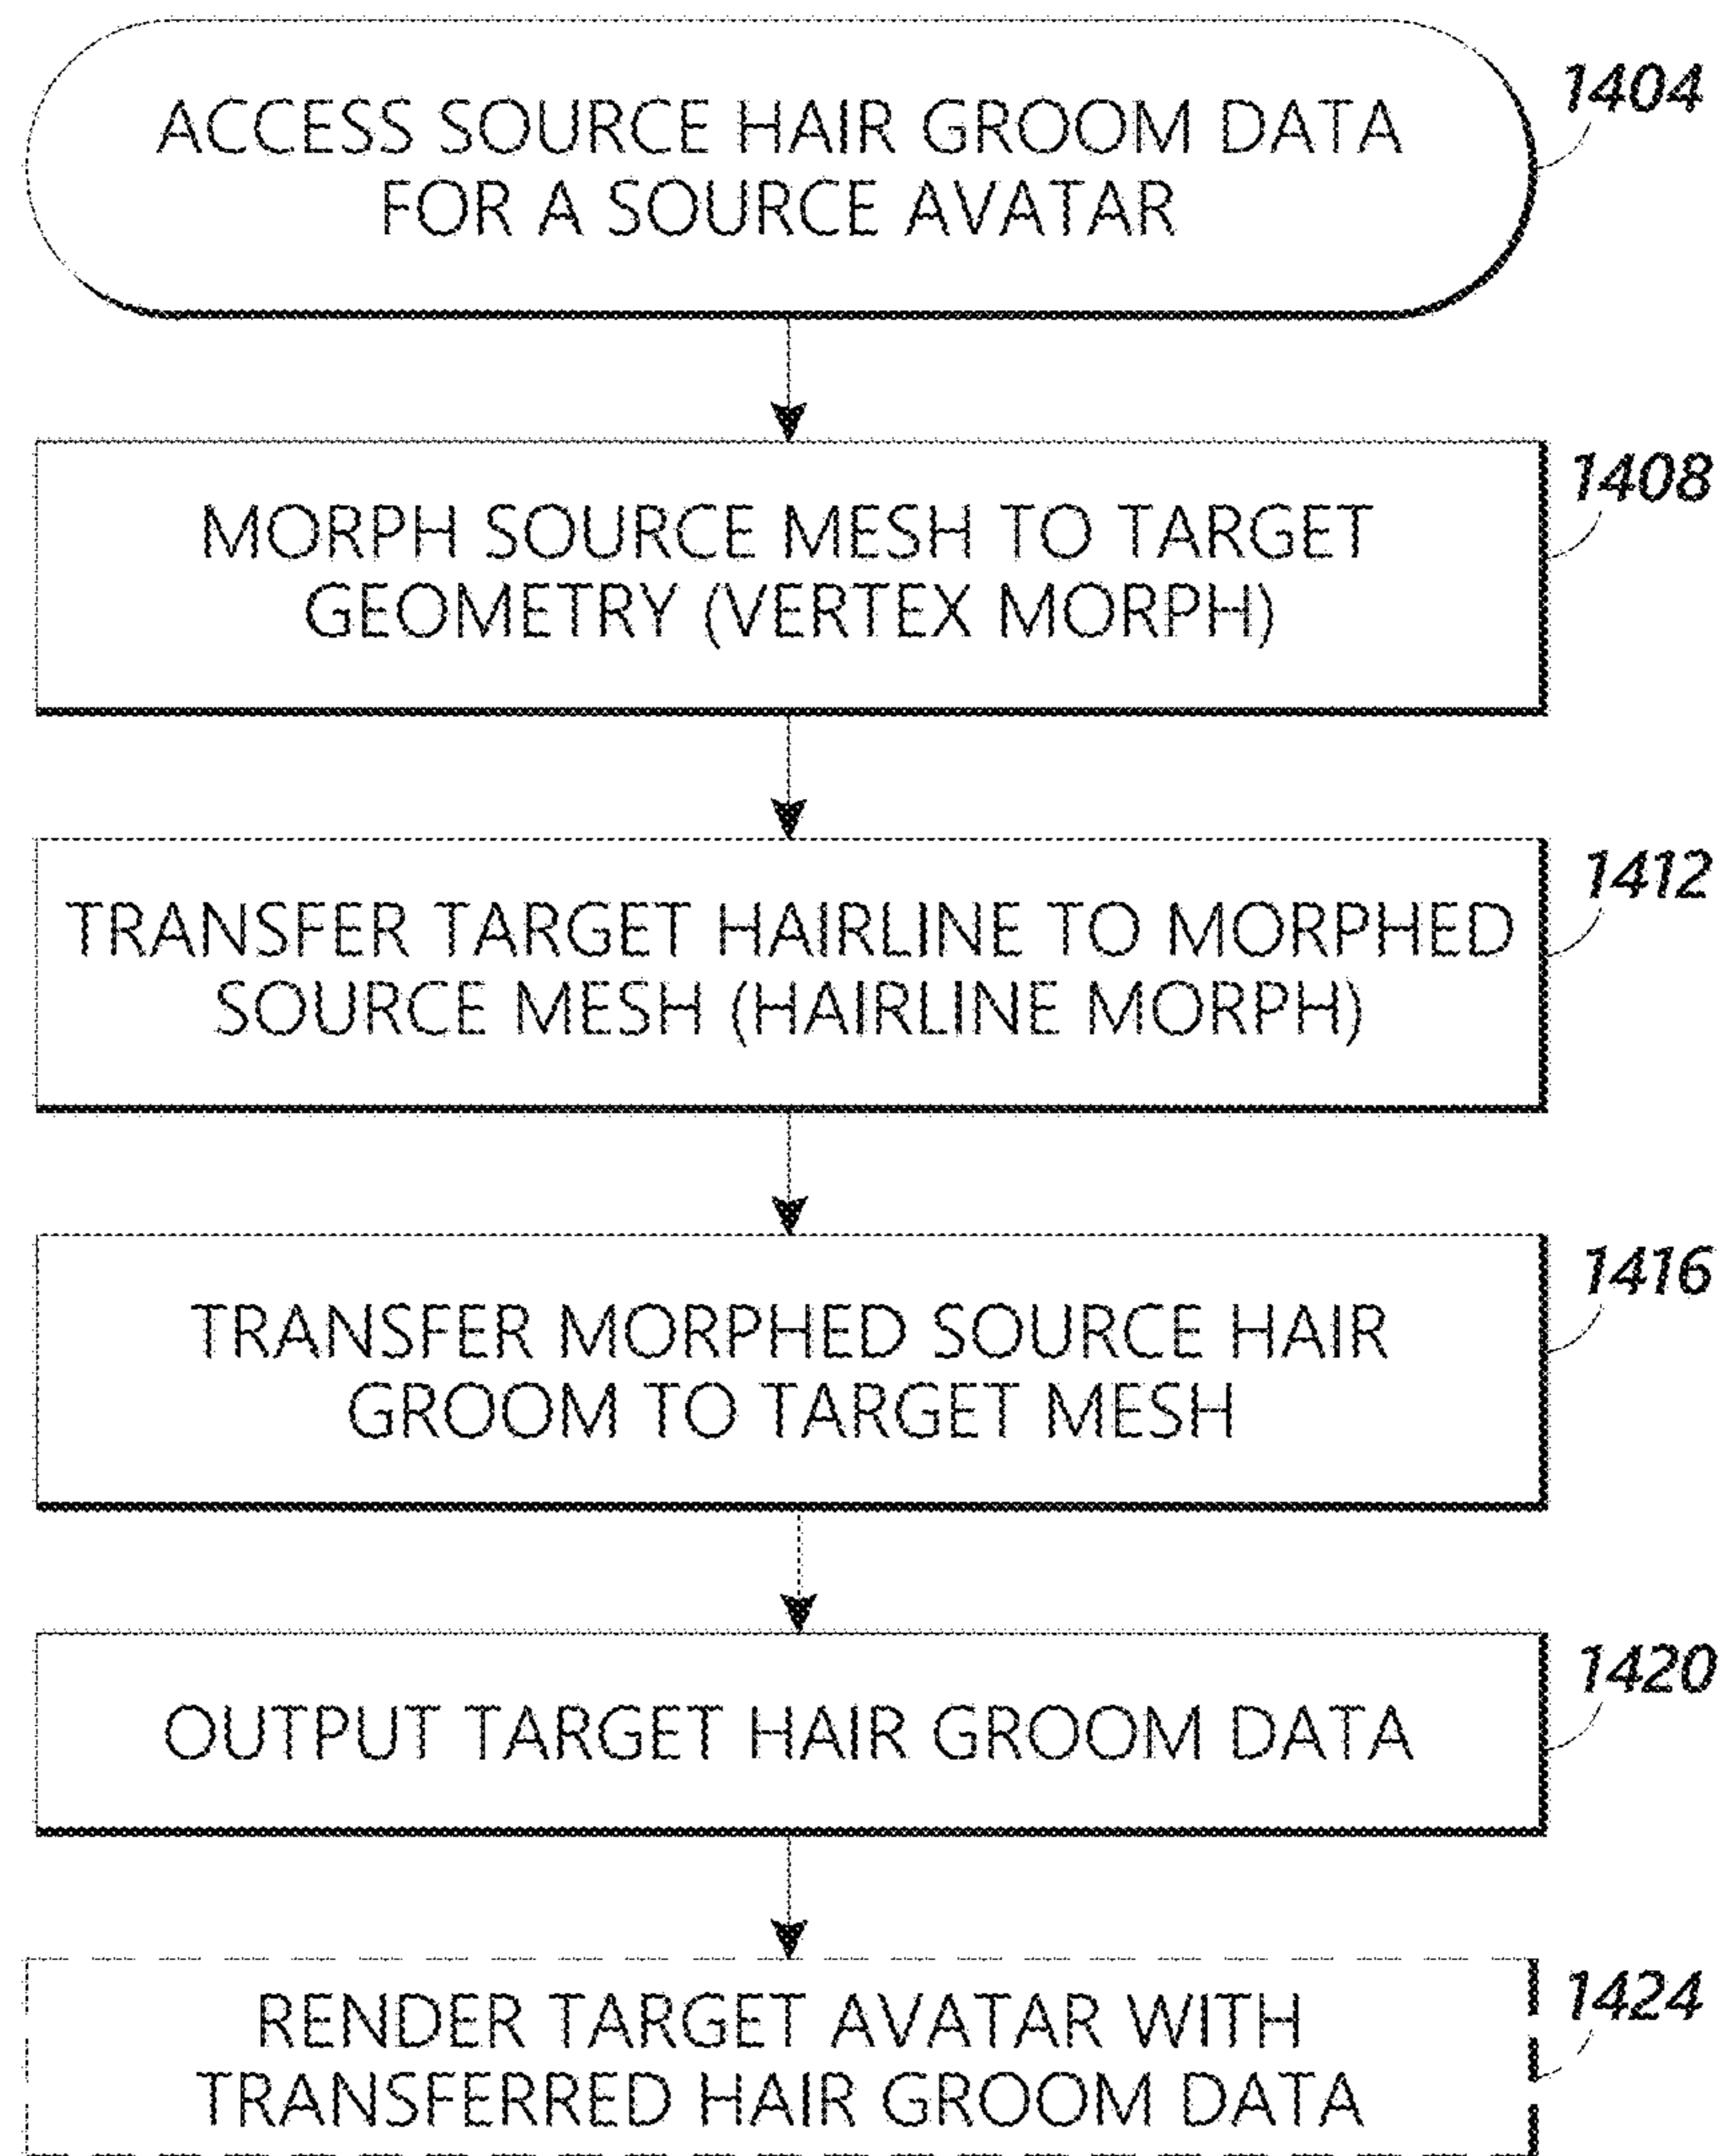 ACCESS SOURCE HAIR GROOM DATA
FOR A SOURCE AVATAR
1404
MORPH SOURCE MESH TO TARGET
GEOMETRY (VERTEX MORPH)
1408
TRANSFER TARGET HAIRLINE TO MORPHED
SOURCE MESH (HAIRLINE MORPH)
1412
TRANSFER MORPHED SOURCE HAIR
GROOM TO TARGET MESH
1416
OUTPUT TARGET HAIR GROOM DATA
1420
RENDER TARGET AVATAR WITH
TRANSFERRED HAIR GROOM DATA
1424